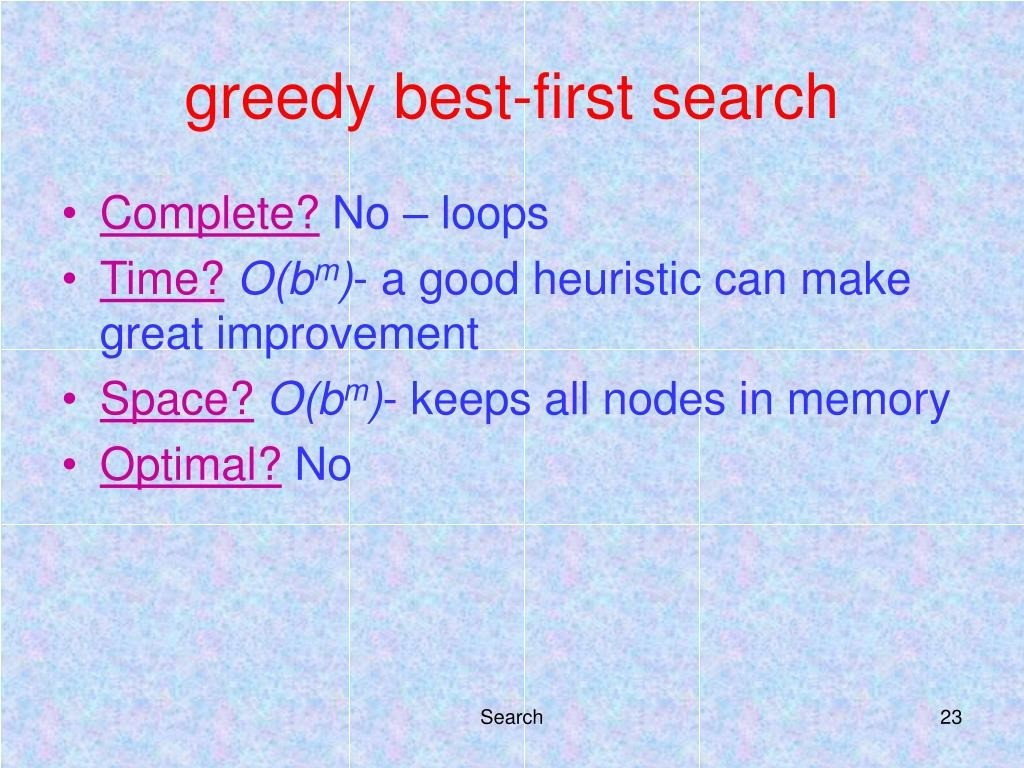 greedy best-first search
• Complete? No – loops
• Time? O(bᵐ)- a good heuristic can make
great improvement
• Space? O(bᵐ)- keeps all nodes in memory
• Optimal? No
Search
23